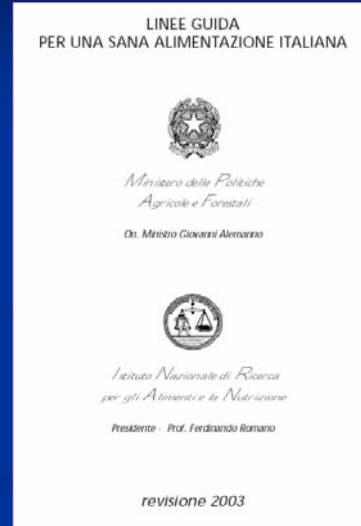 LINEE GUIDA
PER UNA SANA ALIMENTAZIONE ITALIANA
Ministero delle Politiche
Agricole e Forestali
On. Ministro Giovanni Alemanno
Istituto Nazionale di Ricerca
per gli Alimenti e la Nutrizione
Presidente - Prof. Ferdinando Romano
revisione 2003